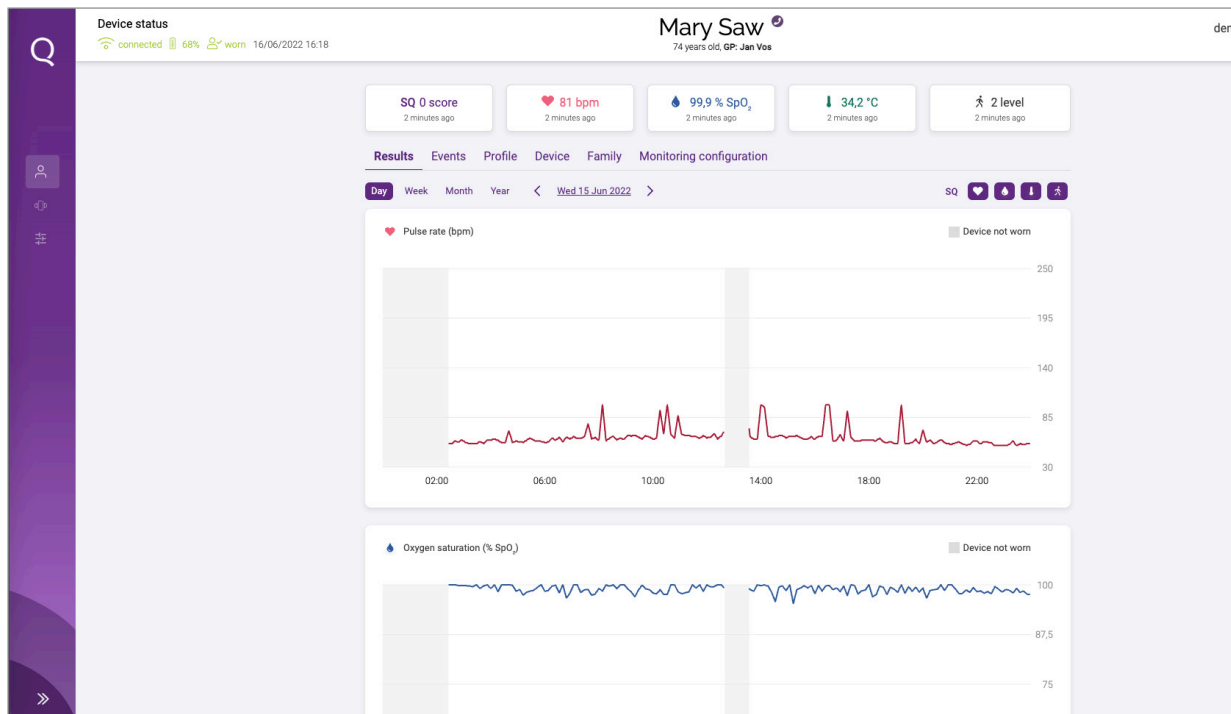 Device status
connected 68% worn 16/06/2022 16:18
Mary Saw
74 years old, GP: Jan Vos
Q
SQ 0 score
2 minutes ago
81 bpm
2 minutes ago
99,9 % SpO₂
2 minutes ago
34,2 °C
2 minutes ago
2 level
2 minutes ago
Results Events Profile Device Family Monitoring configuration
Day Week Month Year Wed 15 Jun 2022 SQ
Pulse rate (bpm) Device not worn
250
195
140
85
30
02:00 06:00 10:00 14:00 18:00 22:00
Oxygen saturation (% SpO₂) Device not worn
100
87,5
75